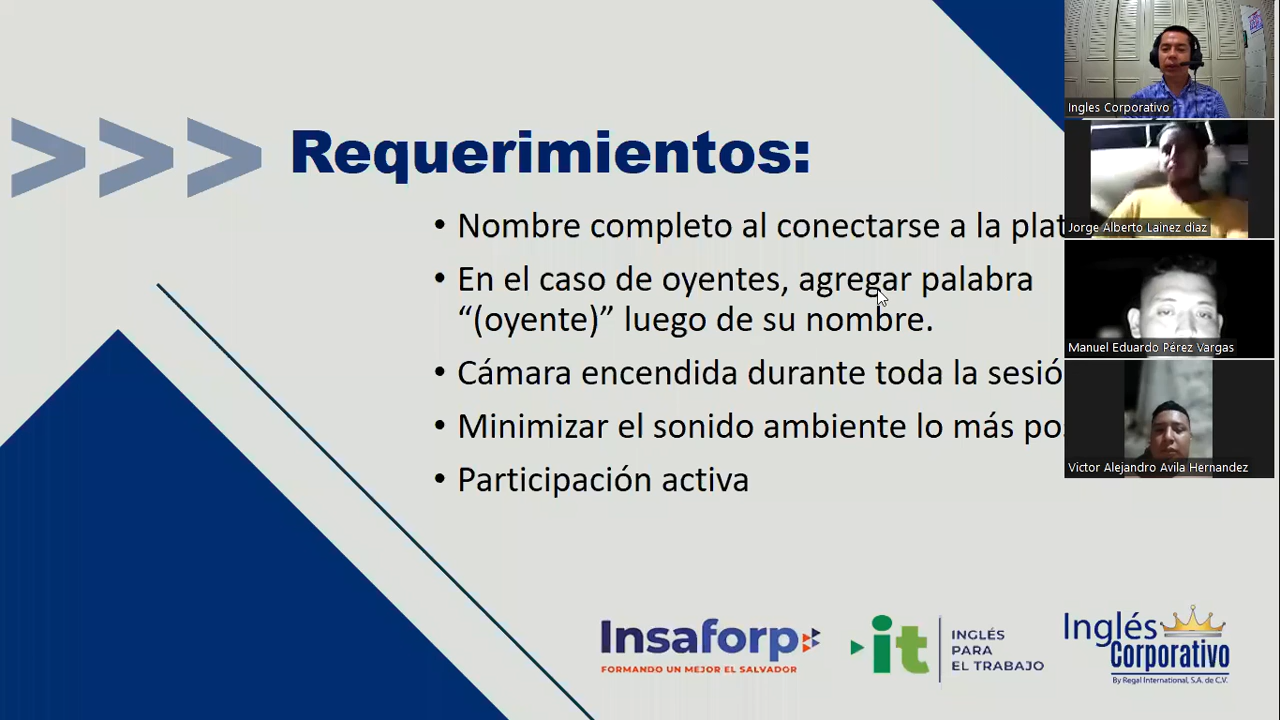 >>> Requerimientos:
• Nombre completo al conectarse a la plat
• En el caso de oyentes, agregar palabra
“(oyente)” luego de su nombre.
• Cámara encendida durante toda la sesió
• Minimizar el sonido ambiente lo más po
• Participación activa
Insaforp
FORMANDO UN MEJOR EL SALVADOR
it
INGLÉS
PARA
EL TRABAJO
Inglés
Corporativo
By Regal International, S.A. de C.V.
Ingles Corporativo
Jorge Alberto Lainez díaz
Manuel Eduardo Pérez Vargas
Victor Alejandro Avila Hernandez